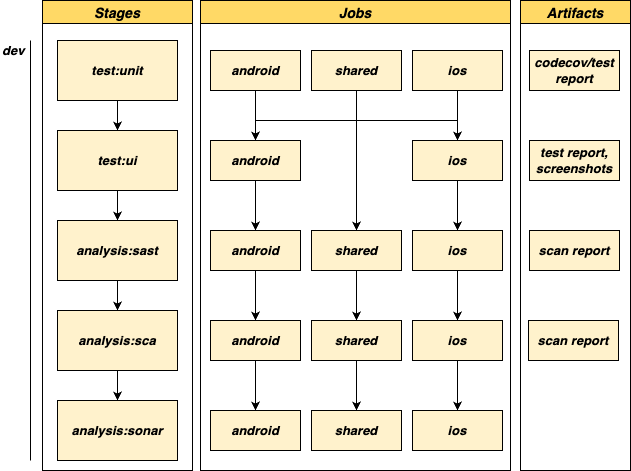 Stages
Jobs
Artifacts
dev
test:unit
android
shared
ios
codecov/test
report
test:ui
android
ios
test report,
screenshots
analysis:sast
android
shared
ios
scan report
analysis:sca
android
shared
ios
scan report
analysis:sonar
android
shared
ios